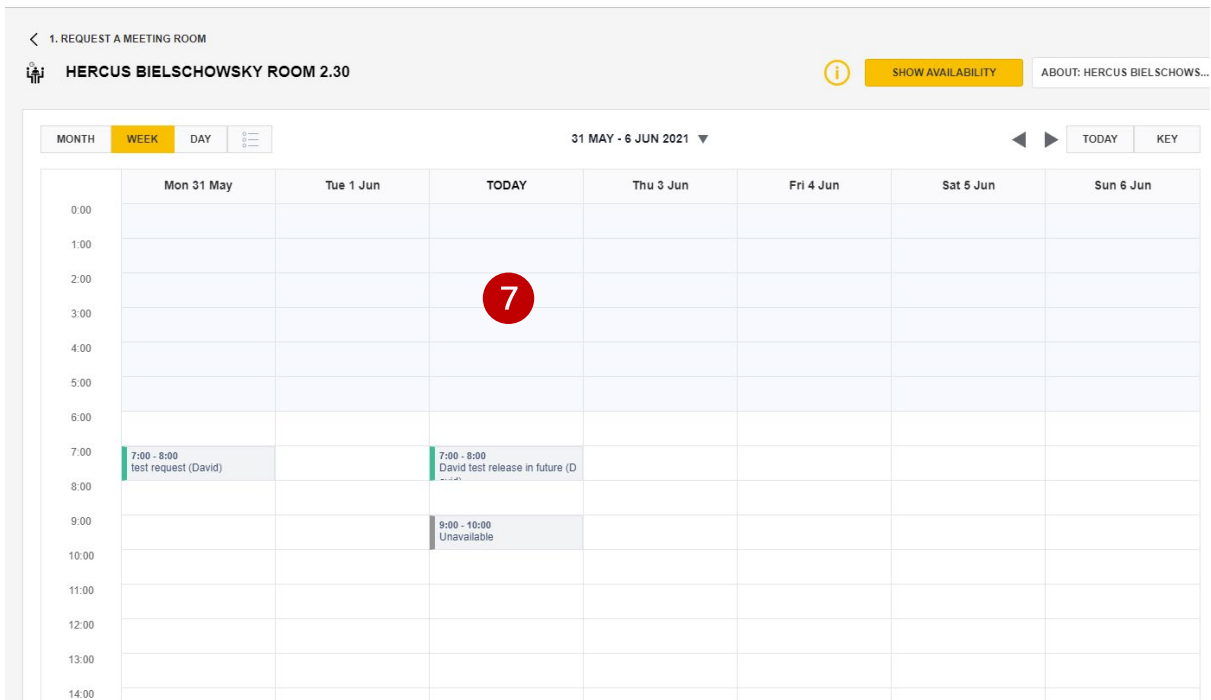 1. REQUEST A MEETING ROOM
HERCUS BIELSCHOWSKY ROOM 2.30
i
SHOW AVAILABILITY
ABOUT: HERCUS BIELSCHOWS...
MONTH WEEK DAY
31 MAY - 6 JUN 2021
TODAY KEY
Mon 31 May Tue 1 Jun TODAY Thu 3 Jun Fri 4 Jun Sat 5 Jun Sun 6 Jun
0:00
1:00
2:00
7
3:00
4:00
5:00
6:00
7:00
7:00 - 8:00
test request (David)
7:00 - 8:00
David test release in future (D
8:00
9:00
9:00 - 10:00
Unavailable
10:00
11:00
12:00
13:00
14:00